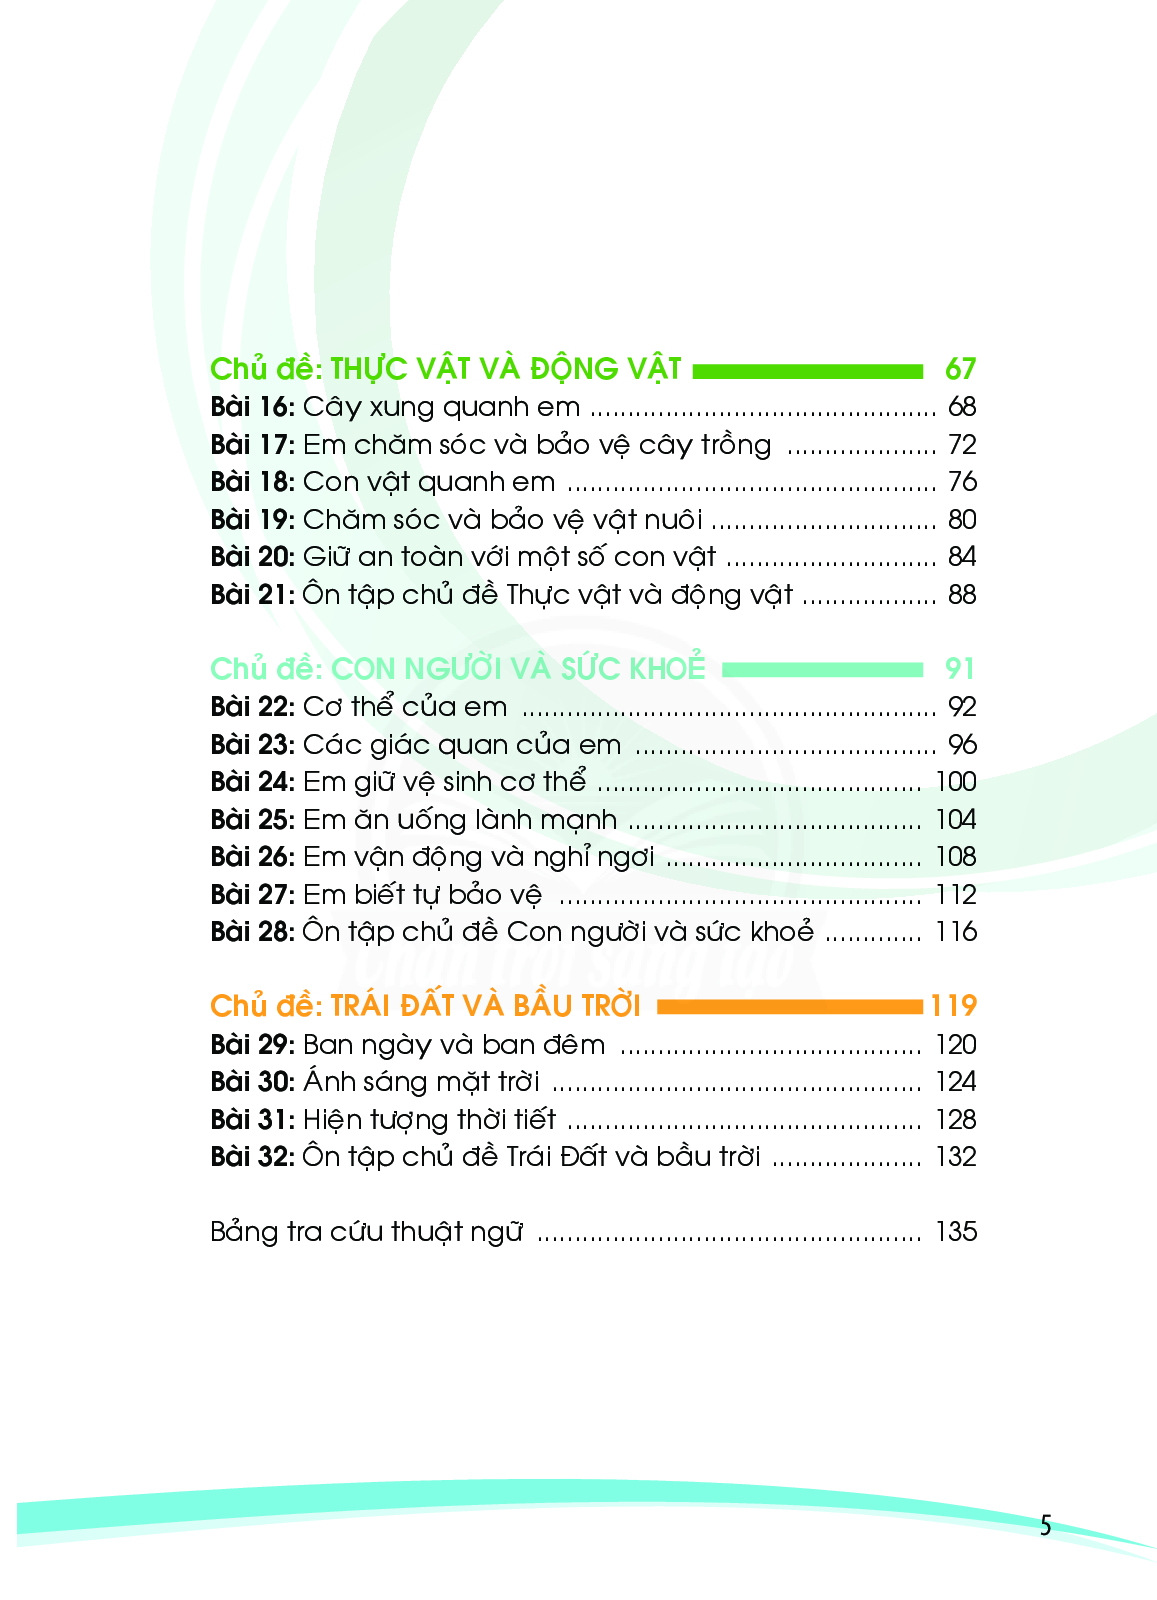 Chủ đề: THỰC VẬT VÀ ĐỘNG VẬT 67
Bài 16: Cây xung quanh em .............................................. 68
Bài 17: Em chăm sóc và bảo vệ cây trồng .................... 72
Bài 18: Con vật quanh em ................................................. 76
Bài 19: Chăm sóc và bảo vệ vật nuôi .............................. 80
Bài 20: Giữ an toàn với một số con vật ............................ 84
Bài 21: Ôn tập chủ đề Thực vật và động vật .................. 88
Chủ đề: CON NGƯỜI VÀ SỨC KHOẺ 91
Bài 22: Cơ thể của em ....................................................... 92
Bài 23: Các giác quan của em ........................................ 96
Bài 24: Em giữ vệ sinh cơ thể ........................................... 100
Bài 25: Em ăn uống lành mạnh ....................................... 104
Bài 26: Em vận động và nghỉ ngơi .................................. 108
Bài 27: Em biết tự bảo vệ ................................................ 112
Bài 28: Ôn tập chủ đề Con người và sức khoẻ ............. 116
Chân trời sáng tạo
Chủ đề: TRÁI ĐẤT VÀ BẦU TRỜI 119
Bài 29: Ban ngày và ban đêm ........................................ 120
Bài 30: Ánh sáng mặt trời ................................................. 124
Bài 31: Hiện tượng thời tiết ............................................... 128
Bài 32: Ôn tập chủ đề Trái Đất và bầu trời .................... 132
Bảng tra cứu thuật ngữ ................................................... 135
5